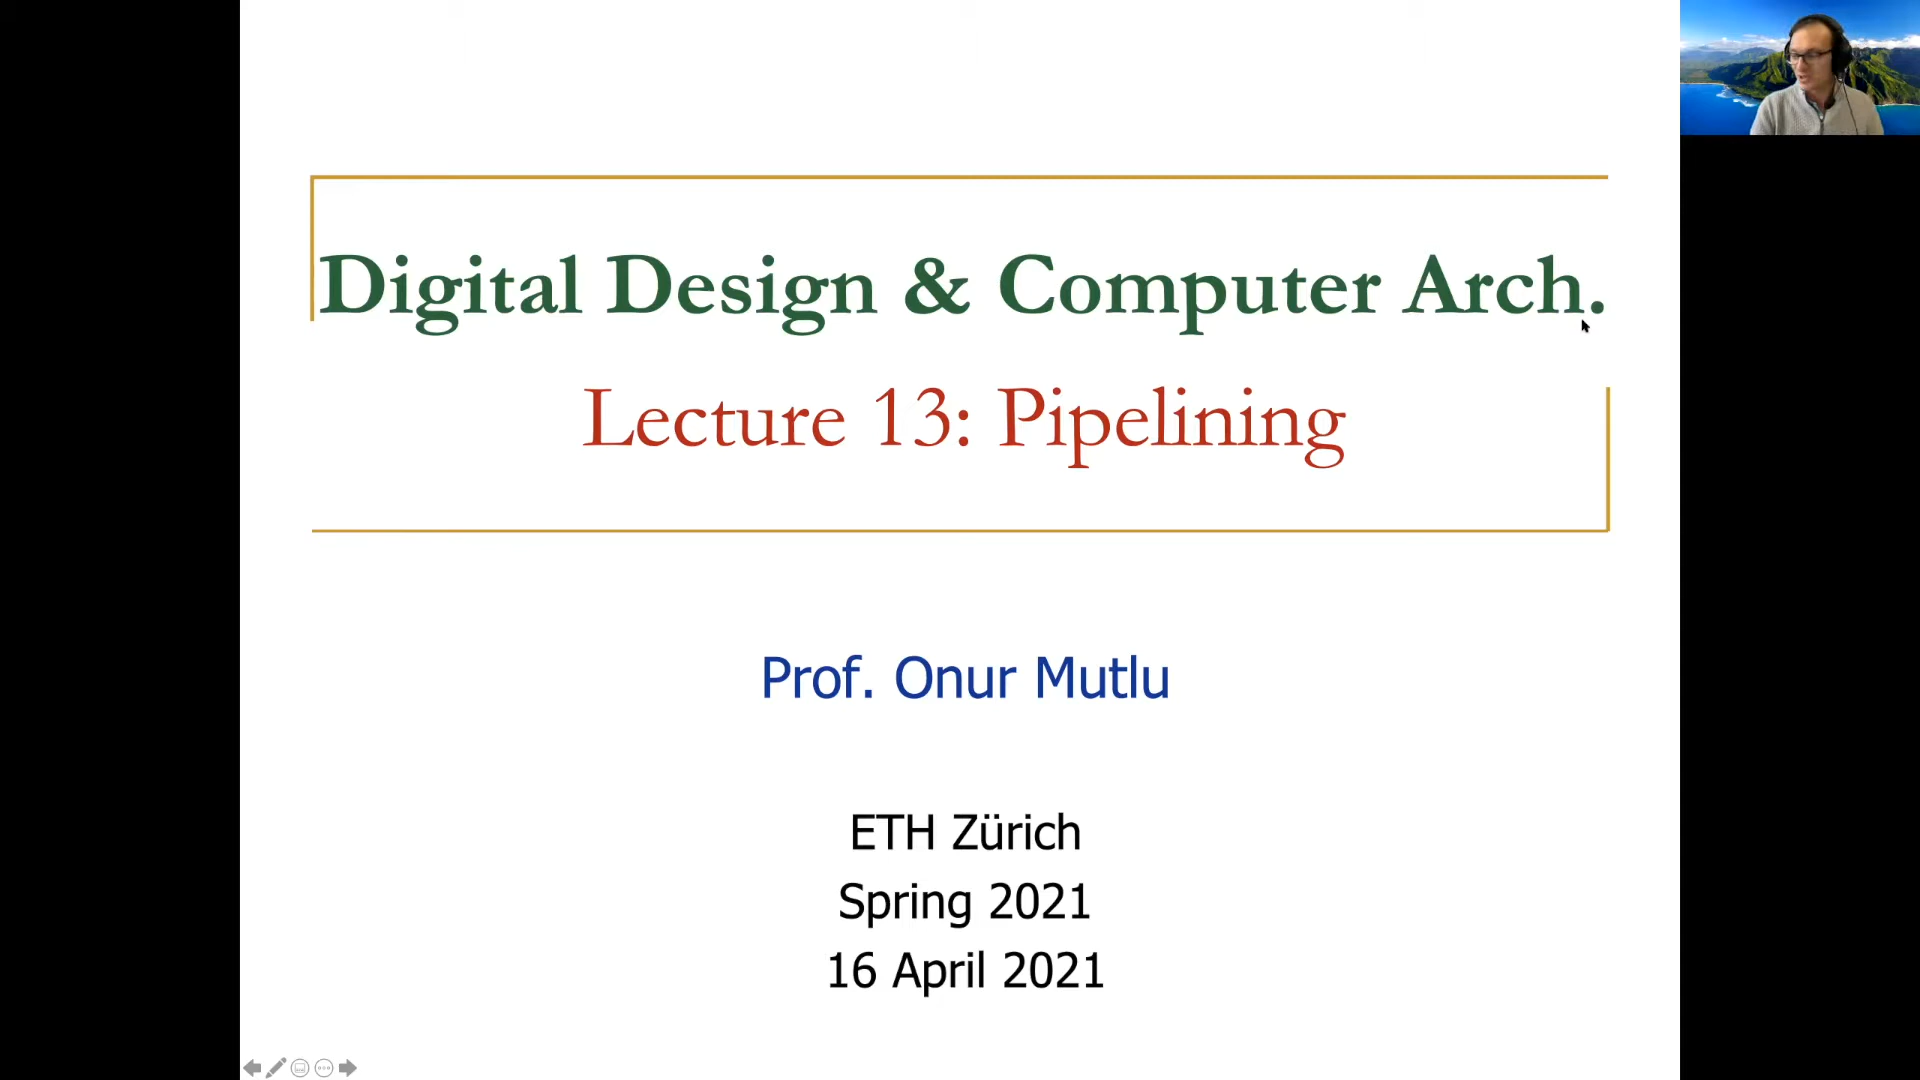 Digital Design & Computer Arch.
Lecture 13: Pipelining
Prof. Onur Mutlu
ETH Zürich
Spring 2021
16 April 2021